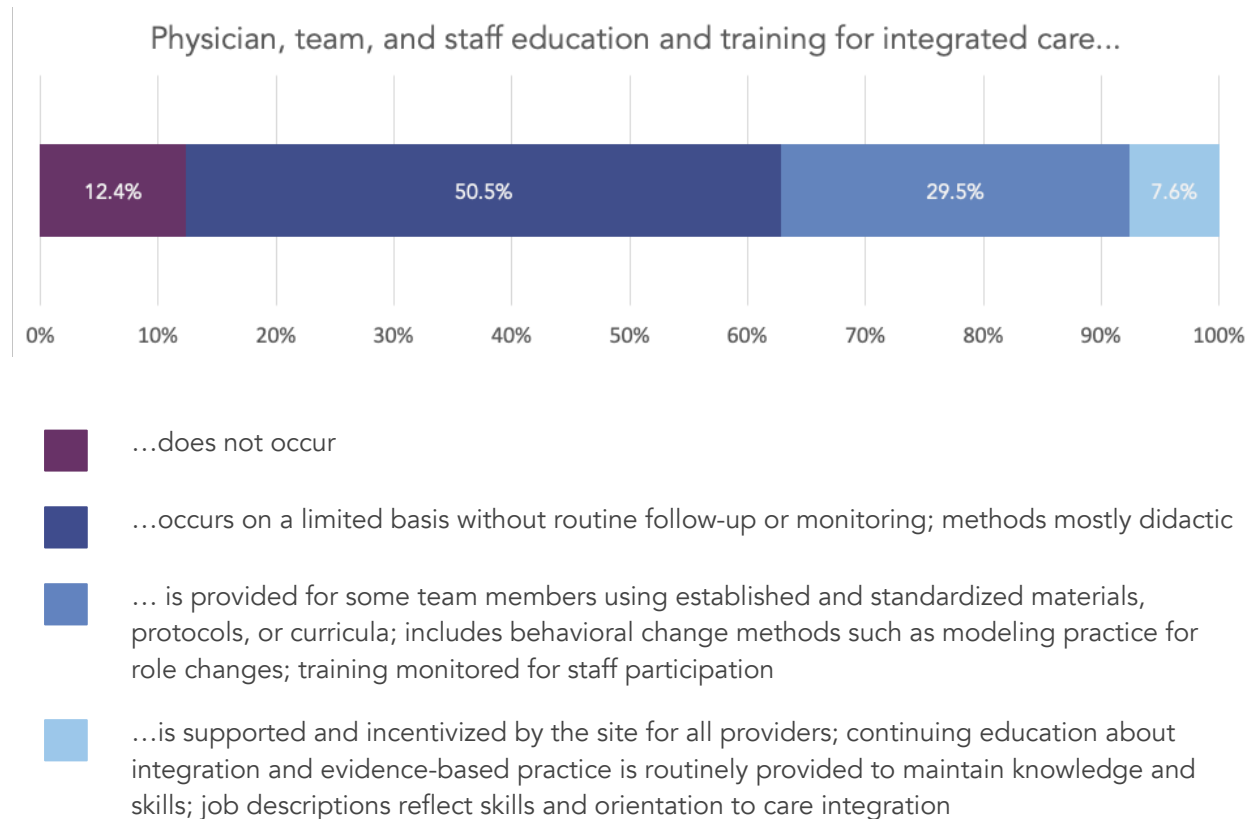 Physician, team, and staff education and training for integrated care...
12.4% 50.5% 29.5% 7.6%
0% 10% 20% 30% 40% 50% 60% 70% 80% 90% 100%
…does not occur
…occurs on a limited basis without routine follow-up or monitoring; methods mostly didactic
… is provided for some team members using established and standardized materials,
protocols, or curricula; includes behavioral change methods such as modeling practice for
role changes; training monitored for staff participation
…is supported and incentivized by the site for all providers; continuing education about
integration and evidence-based practice is routinely provided to maintain knowledge and
skills; job descriptions reflect skills and orientation to care integration